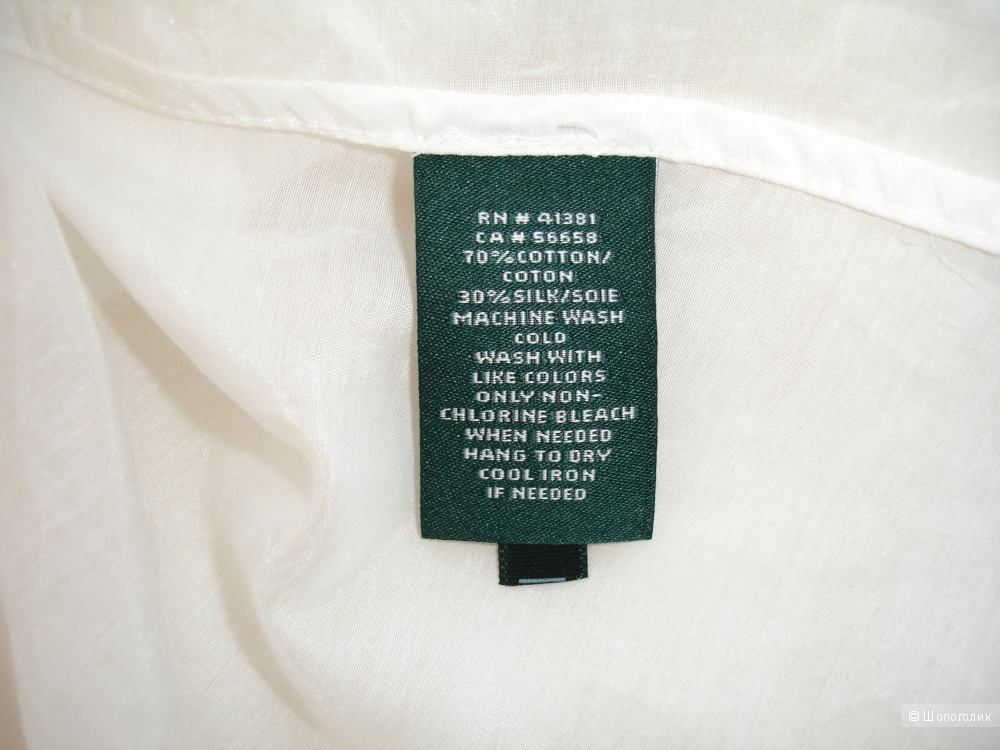 RN # 41381
CA # 56658
70%COTTON/
COTON
30%SILK/SOIE
MACHINE WASH
COLD
WASH WITH
LIKE COLORS
ONLY NON-
CHLORINE BLEACH
WHEN NEEDED
HANG TO DRY
COOL IRON
IF NEEDED
© Шопоголик